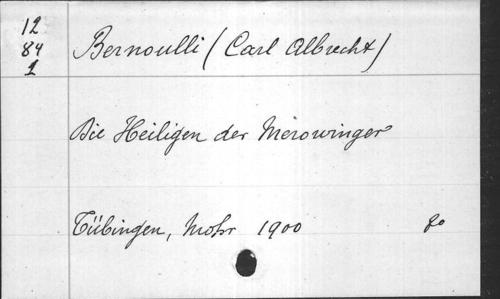 12
84
1
Bernoulli (Carl Albrecht)
Die Heiligen der Merowinger
Tübingen, Mohr 1900 8o